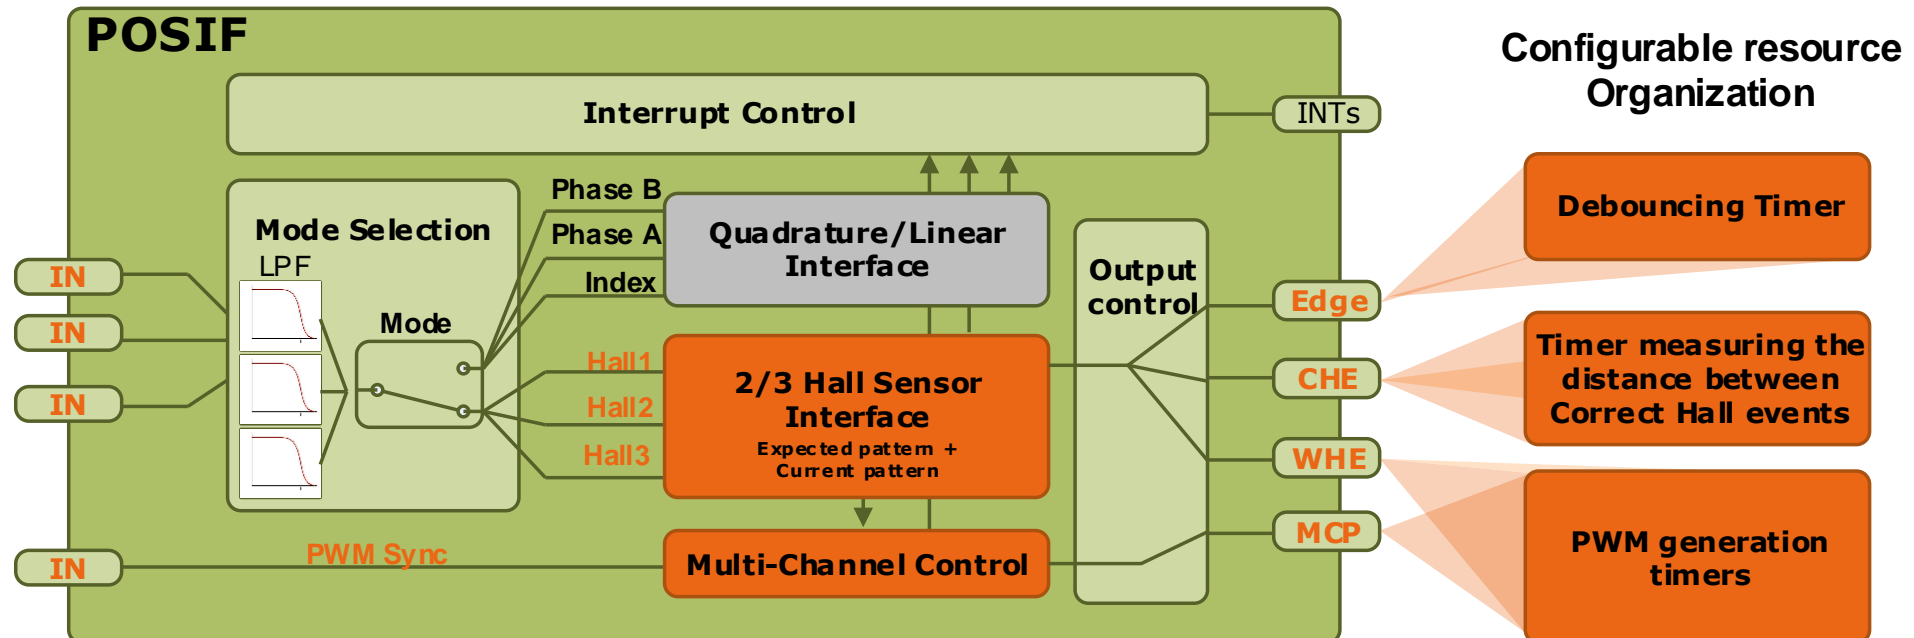 POSIF
Configurable resource
Organization
Interrupt Control
INTs
Mode Selection
LPF
Mode
Phase B
Phase A
Index
Quadrature/Linear
Interface
Output
control
IN
IN
IN
Hall1
Hall2
Hall3
2/3 Hall Sensor
Interface
Expected pattern +
Current pattern
Edge
CHE
WHE
MCP
IN
PWM Sync
Multi-Channel Control
Debouncing Timer
Timer measuring the
distance between
Correct Hall events
PWM generation
timers